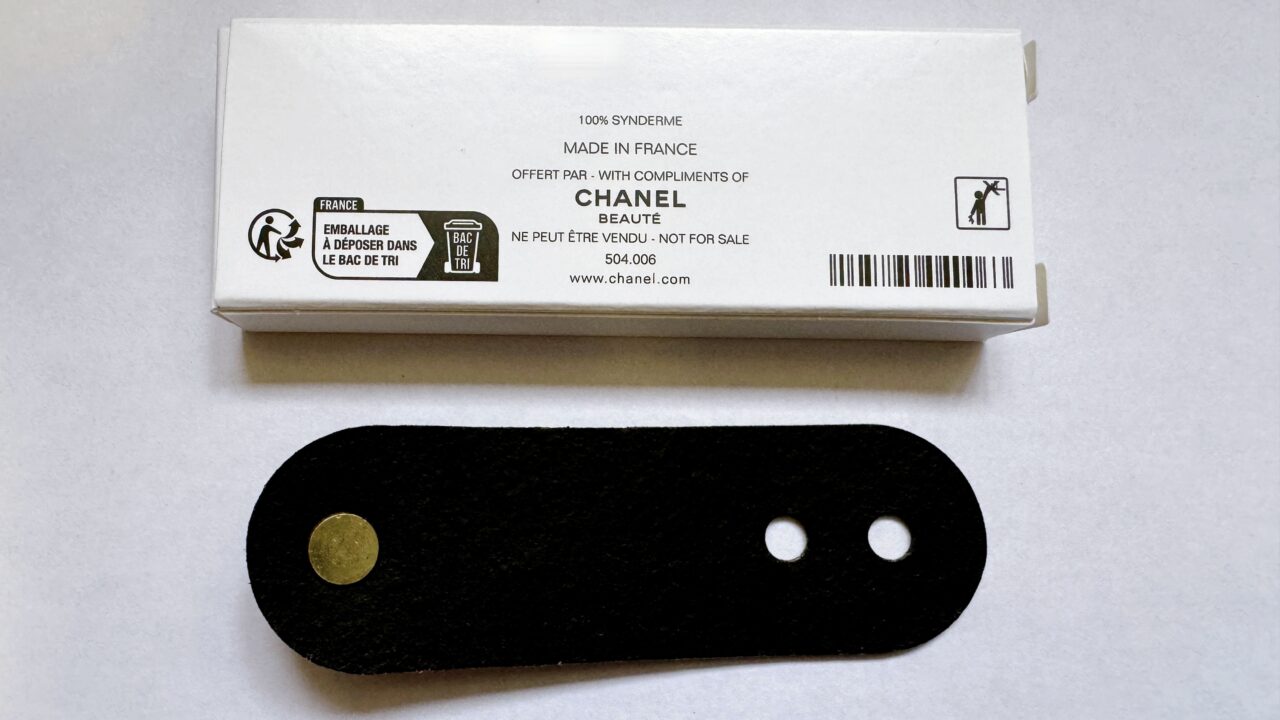 100% SYNDERME
MADE IN FRANCE
OFFERT PAR - WITH COMPLIMENTS OF
CHANEL
BEAUTÉ
NE PEUT ÊTRE VENDU - NOT FOR SALE
504.006
www.chanel.com
FRANCE
EMBALLAGE
À DÉPOSER DANS
LE BAC DE TRI
BAC
DE
TRI